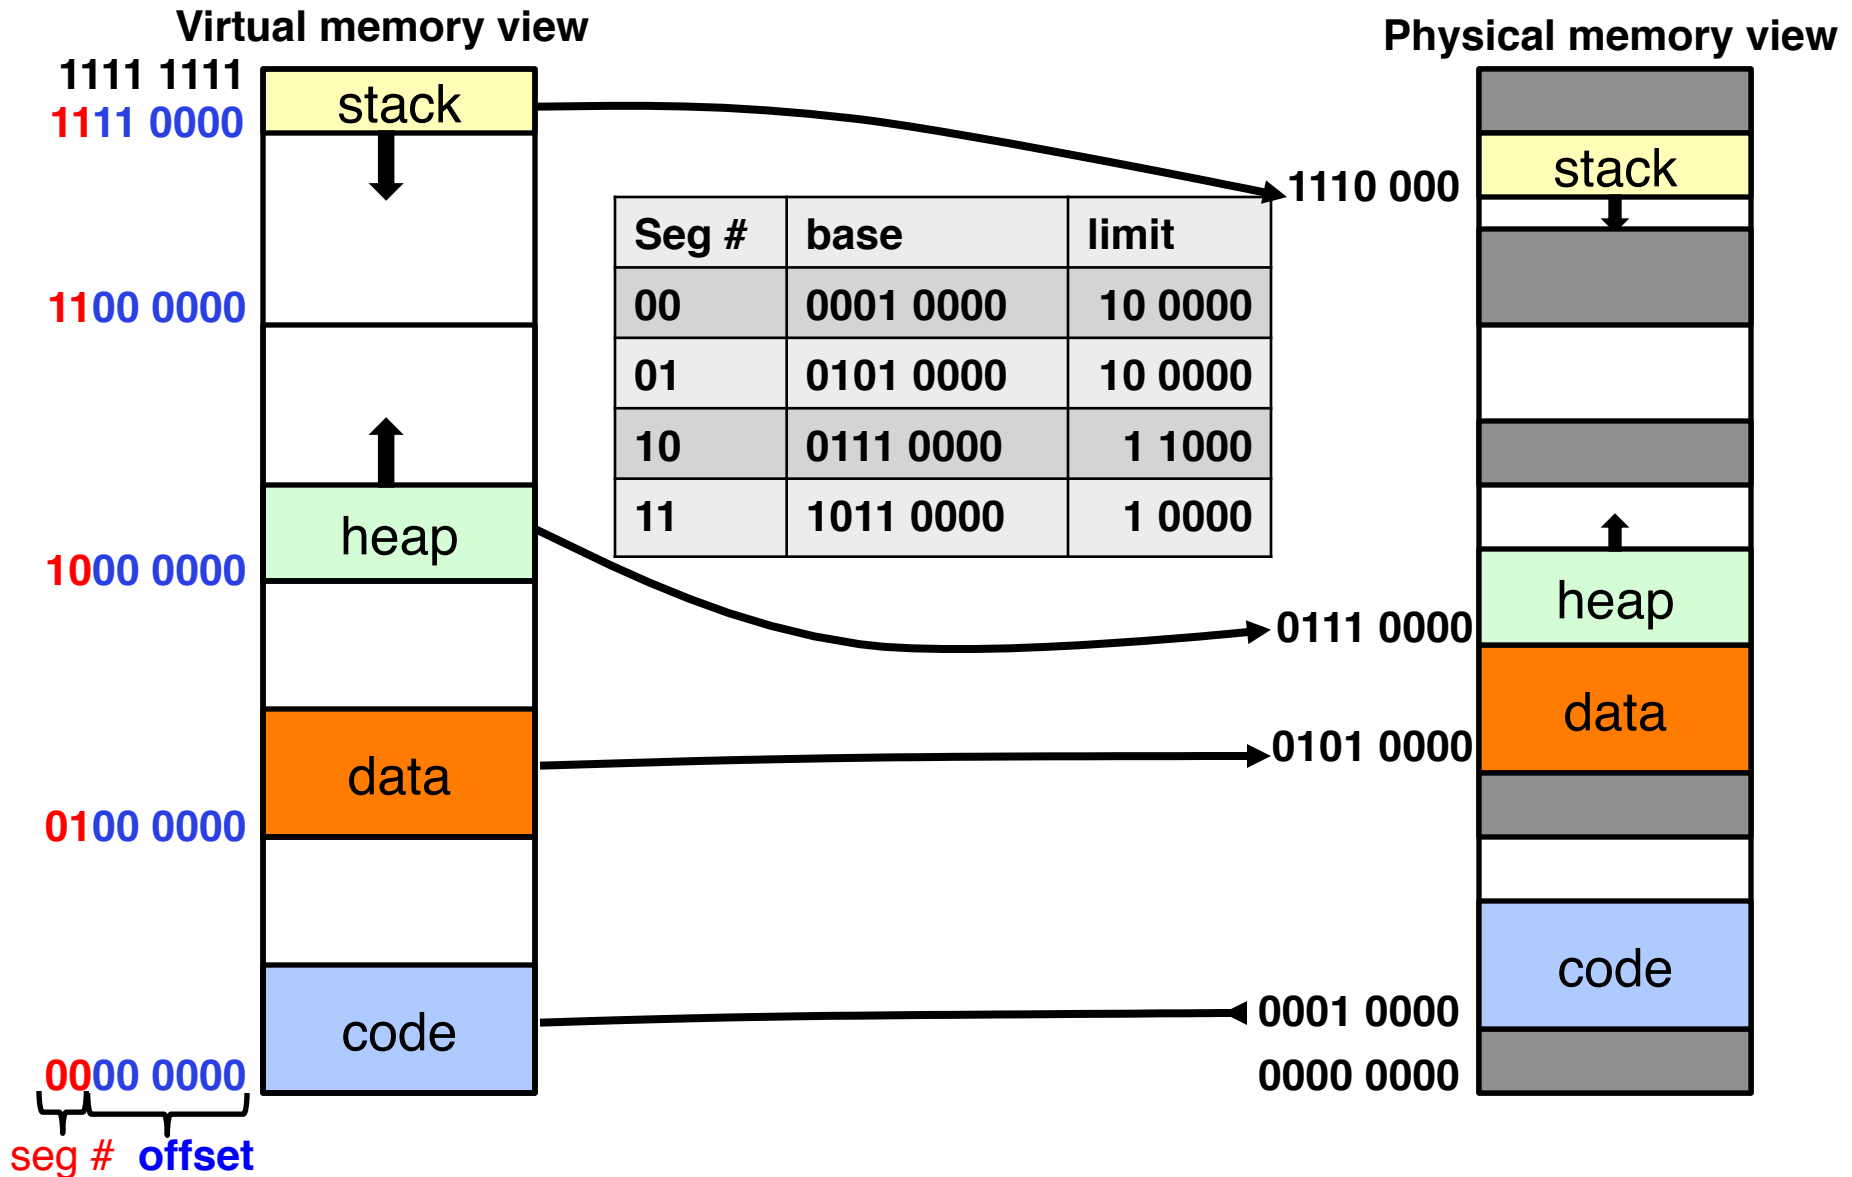 Virtual memory view
Physical memory view
1111 1111
1111 0000
stack
stack
1110 000
Seg # base limit
00 0001 0000 10 0000
01 0101 0000 10 0000
10 0111 0000 1 1000
11 1011 0000 1 0000
1100 0000
heap
1000 0000
heap
0111 0000
data
0101 0000
data
0100 0000
code
0001 0000
code
0000 0000
0000 0000
seg # offset